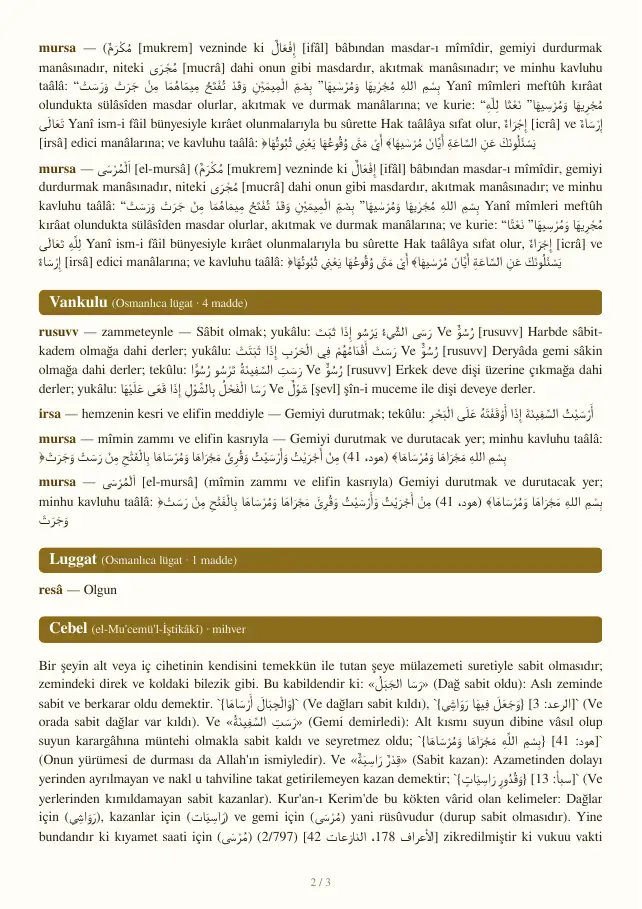 mursa — (مُكْرَمٌ [mukrem] vezninde ki إِفْعَالٌ [ifâl] bâbından masdar-ı mîmîdir, gemiyi durdurmak
manâsınadır, niteki مُجْرَى [mucrâ] dahi onun gibi masdardır, akıtmak manâsınadır; ve minhu kavluhu
taâlâ: “بِسْمِ اللهِ مُجْرَيهَا وَمُرْسَيهَا” بِضَمِّ الْمِيمَيْنِ وَقَدْ تُفْتَحُ مِيمَاهُمَا مِنْ جَرَتْ وَرَسَتْ Yanî mîmleri meftûh kırâat
olundukta sülâsîden masdar olurlar, akıtmak ve durmak manâlarına; ve kurie: “مُجْرِيهَا وَمُرْسِيهَا” نَعْتًا لِلّٰهِ
تَعَالَى Yanî ism-i fâil bünyesiyle kırâet olunmalarıyla bu sûrette Hak taâlâya sıfat olur, إِجْرَاءٌ [icrâ] ve إِرْسَاءٌ
[irsâ] edici manâlarına; ve kavluhu taâlâ: ﴿يَسْئَلُونَكَ عَنِ السَّاعَةِ أَيَّانَ مُرْسَيهَا﴾ أَيْ مَتَى وُقُوعُهَا يَعْنِي ثُبُوتُهَا
mursa — اَلْمُرْسَى [el-mursâ] (مُكْرَمٌ [mukrem] vezninde ki إِفْعَالٌ [ifâl] bâbından masdar-ı mîmîdir, gemiyi
durdurmak manâsınadır, niteki مُجْرَى [mucrâ] dahi onun gibi masdardır, akıtmak manâsınadır; ve minhu
kavluhu taâlâ: “بِسْمِ اللهِ مُجْرَيهَا وَمُرْسَيهَا” بِضَمِّ الْمِيمَيْنِ وَقَدْ تُفْتَحُ مِيمَاهُمَا مِنْ جَرَتْ وَرَسَتْ Yanî mîmleri meftûh
kırâat olundukta sülâsîden masdar olurlar, akıtmak ve durmak manâlarına; ve kurie: “مُجْرِيهَا وَمُرْسِيهَا” نَعْتًا
لِلّٰهِ تَعَالَى Yanî ism-i fâil bünyesiyle kırâet olunmalarıyla bu sûrette Hak taâlâya sıfat olur, إِجْرَاءٌ [icrâ] ve
إِرْسَاءٌ [irsâ] edici manâlarına; ve kavluhu taâlâ: ﴿يَسْئَلُونَكَ عَنِ السَّاعَةِ أَيَّانَ مُرْسَيهَا﴾ أَيْ مَتَى وُقُوعُهَا يَعْنِي ثُبُوتُهَا
Vankulu (Osmanlıca lügat · 4 madde)
rusuvv — zammeteynle — Sâbit olmak; yukâlu: رَسَى الشَّيْءُ يَرْسُو إِذَا ثَبَتَ Ve رُسُوٌّ [rusuvv] Harbde sâbit-
kadem olmağa dahi derler; yukâlu: رَسَتْ أَقْدَامُهُمْ فِي الْحَرْبِ إِذَا ثَبَتَتْ Ve رُسُوٌّ [rusuvv] Deryâda gemi sâkin
olmağa dahi derler; tekûlu: رَسَتِ السَّفِينَةُ تَرْسُو رُسُوًّا Ve رُسُوٌّ [rusuvv] Erkek deve dişi üzerine çıkmağa dahi
derler; yukâlu: رَسَا الْفَحْلُ بِالشَّوْلِ إِذَا قَعَى عَلَيْهَا Ve شَوْلٌ [şevl] şîn-i muceme ile dişi deveye derler.
irsa — hemzenin kesri ve elifin meddiyle — Gemiyi durutmak; tekûlu: أَرْسَيْتُ السَّفِينَةَ إِذَا أَوْقَفْتَهُ عَلَى الْبَحْرِ
mursa — mîmin zammı ve elifin kasrıyla — Gemiyi durutmak ve durutacak yer; minhu kavluhu taâlâ:
﴿بِسْمِ اللهِ مَجْرَاهَا وَمُرْسَاهَا﴾ (هود، 41) مِنْ أَجْرَيْتُ وَأَرْسَيْتُ وَقُرِئَ مَجْرَاهَا وَمُرْسَاهَا بِالْفَتْحِ مِنْ رَسَتْ وَجَرَتْ
mursa — اَلْمُرْسَى [el-mursâ] (mîmin zammı ve elifin kasrıyla) Gemiyi durutmak ve durutacak yer;
minhu kavluhu taâlâ: ﴿بِسْمِ اللهِ مَجْرَاهَا وَمُرْسَاهَا﴾ (هود، 41) مِنْ أَجْرَيْتُ وَأَرْسَيْتُ وَقُرِئَ مَجْرَاهَا وَمُرْسَاهَا بِالْفَتْحِ مِنْ رَسَتْ
وَجَرَتْ
Luggat (Osmanlıca lügat · 1 madde)
resâ — Olgun
Cebel (el-Mu'cemü'l-İştikâkî) · mihver
Bir şeyin alt veya iç cihetinin kendisini temekkün ile tutan şeye mülazemeti suretiyle sabit olmasıdır;
zemindeki direk ve koldaki bilezik gibi. Bu kabildendir ki: «رَسَا الجَبَلُ» (Dağ sabit oldu): Aslı zeminde
sabit ve berkarar oldu demektir. `{وَالْجِبَالَ أَرْسَاهَا}` (Ve dağları sabit kıldı), `{وَجَعَلَ فِيهَا رَوَاسِيَ} [الرعد: 3]` (Ve
orada sabit dağlar var kıldı). Ve «رَسَتِ السَّفِينَةُ» (Gemi demirledi): Alt kısmı suyun dibine vâsıl olup
suyun karargâhına müntehi olmakla sabit kaldı ve seyretmez oldu; `{بِسْمِ اللَّهِ مَجْرَاهَا وَمُرْسَاهَا} [هود: 41]`
(Onun yürümesi de durması da Allah'ın ismiyledir). Ve «قِدْرٌ رَاسِيَةٌ» (Sabit kazan): Azametinden dolayı
yerinden ayrılmayan ve nakl u tahviline takat getirilemeyen kazan demektir; `{وَقُدُورٍ رَاسِيَاتٍ} [سبأ: 13]` (Ve
yerlerinden kımıldamayan sabit kazanlar). Kur'an-ı Kerim'de bu kökten vârid olan kelimeler: Dağlar
için (رَوَاسِيَ), kazanlar için (رَاسِيَات) ve gemi için (مُرْسَى) yani rüsûvudur (durup sabit olmasıdır). Yine
bundandır ki kıyamet saati için (مُرْسَى) (2/797) [الأعراف 178، النازعات 42] zikredilmiştir ki vukuu vakti
2 / 3